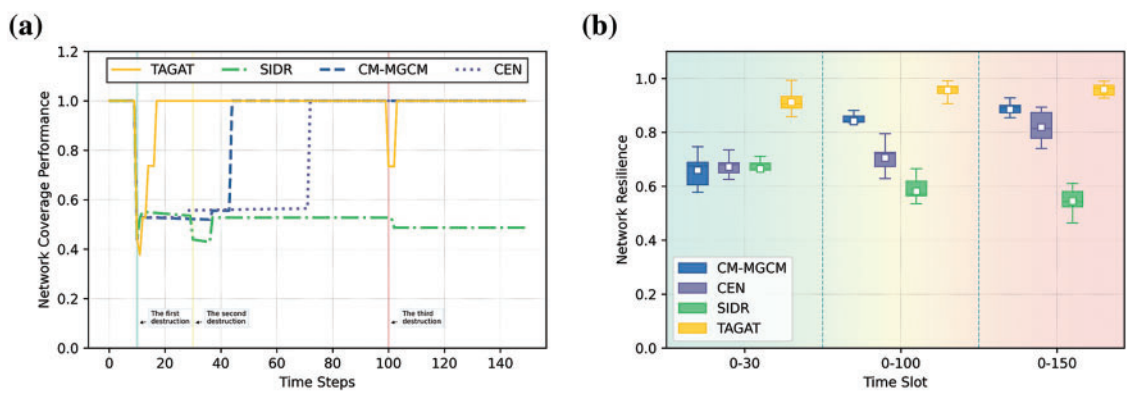 (a)
1.2
1.0
0.8
0.6
0.4
0.2
0.0
Network Coverage Performance
TAGAT SIDR CM-MGCM CEN
The first
destruction
The second
destruction
The third
destruction
0 20 40 60 80 100 120 140
Time Steps
(b)
1.0
0.8
0.6
0.4
0.2
0.0
Network Resilience
CM-MGCM
CEN
SIDR
TAGAT
0-30 0-100 0-150
Time Slot